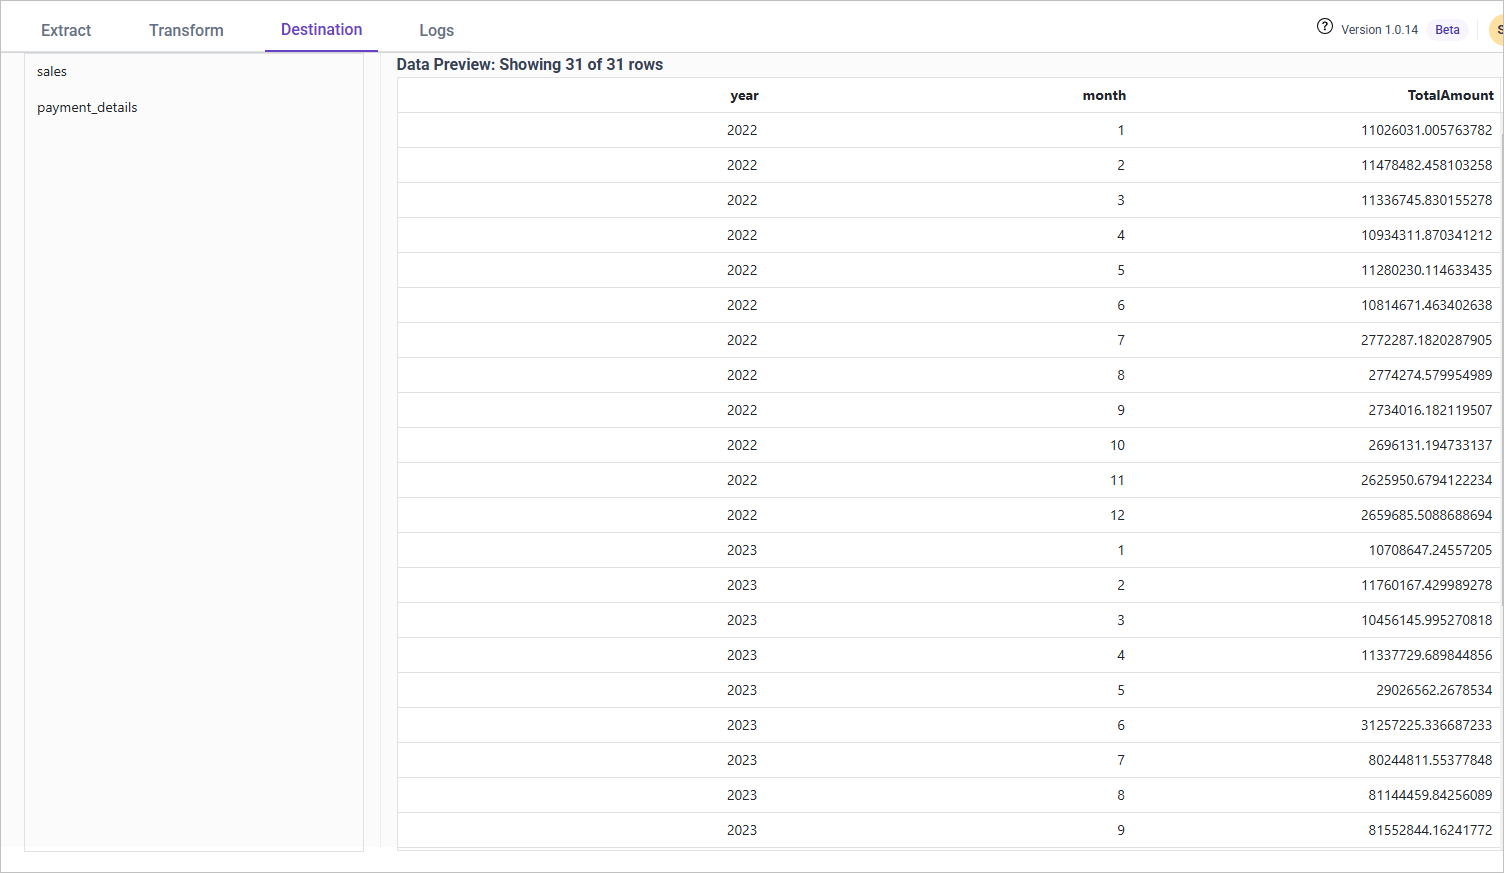 Extract Transform Destination Logs Version 1.0.14 Beta S
sales
payment_details
Data Preview: Showing 31 of 31 rows
year month TotalAmount
2022 1 11026031.005763782
2022 2 11478482.458103258
2022 3 11336745.830155278
2022 4 10934311.870341212
2022 5 11280230.114633435
2022 6 10814671.463402638
2022 7 2772287.1820287905
2022 8 2774274.579954989
2022 9 2734016.182119507
2022 10 2696131.194733137
2022 11 2625950.6794122234
2022 12 2659685.5088688694
2023 1 10708647.24557205
2023 2 11760167.429989278
2023 3 10456145.995270818
2023 4 11337729.689844856
2023 5 29026562.2678534
2023 6 31257225.336687233
2023 7 80244811.55377848
2023 8 81144459.84256089
2023 9 81552844.16241772